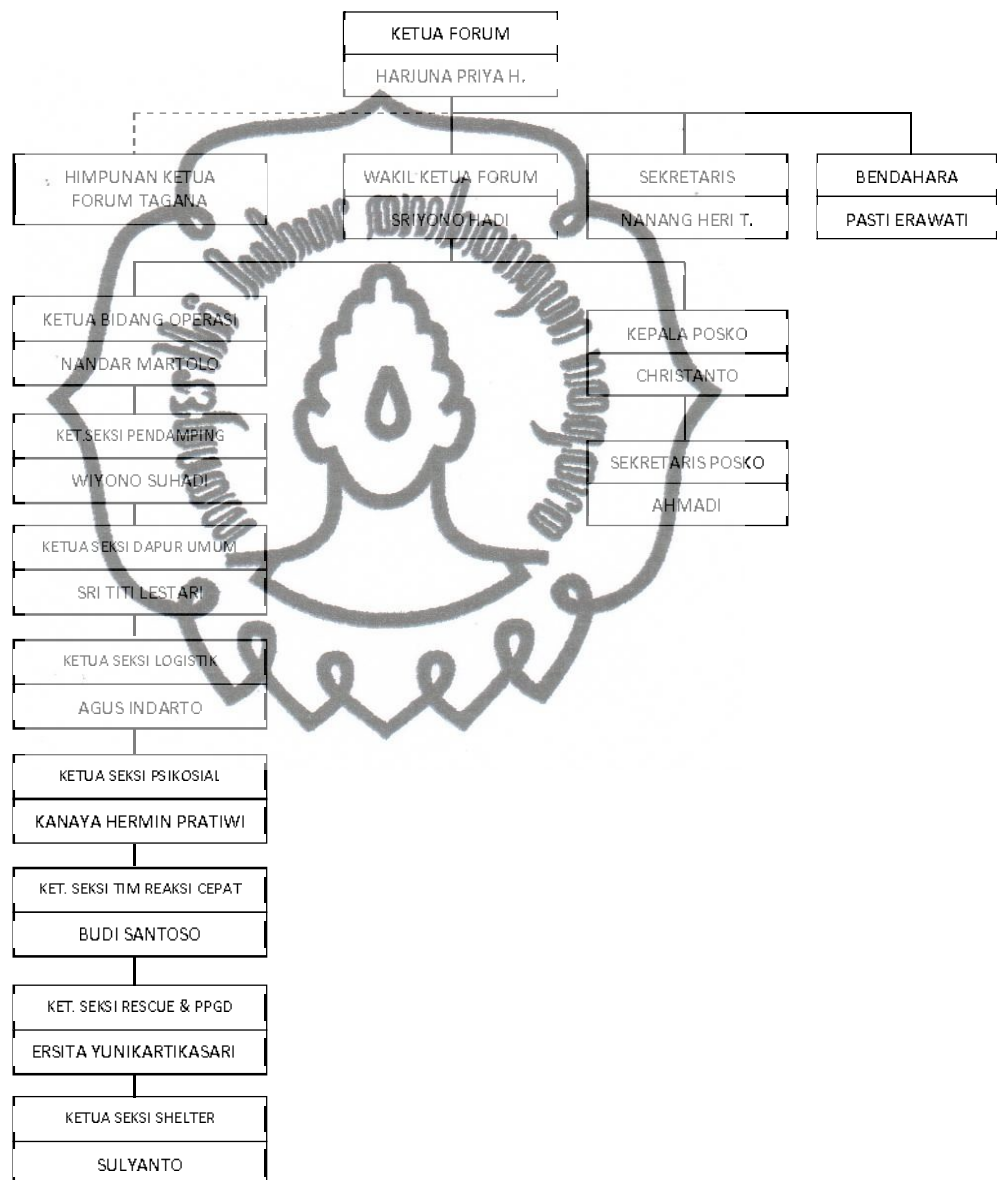 KETUA FORUM
HARJUNA PRIYA H.
HIMPUNAN KETUA
FORUM TAGANA
WAKIL KETUA FORUM
SRIYONO HADI
SEKRETARIS
NANANG HERI T.
BENDAHARA
PASTI ERAWATI
KETUA BIDANG OPERASI
NANDAR MARTOLO
KEPALA POSKO
CHRISTANTO
KET.SEKSI PENDAMPING
WIYONO SUHADI
SEKRETARIS POSKO
AHMADI
KETUA SEKSI DAPUR UMUM
SRI TITI LESTARI
KETUA SEKSI LOGISTIK
AGUS INDARTO
KETUA SEKSI PSIKOSIAL
KANAYA HERMIN PRATIWI
KET. SEKSI TIM REAKSI CEPAT
BUDI SANTOSO
KET. SEKSI RESCUE & PPGD
ERSITA YUNIKARTIKASARI
KETUA SEKSI SHELTER
SULYANTO